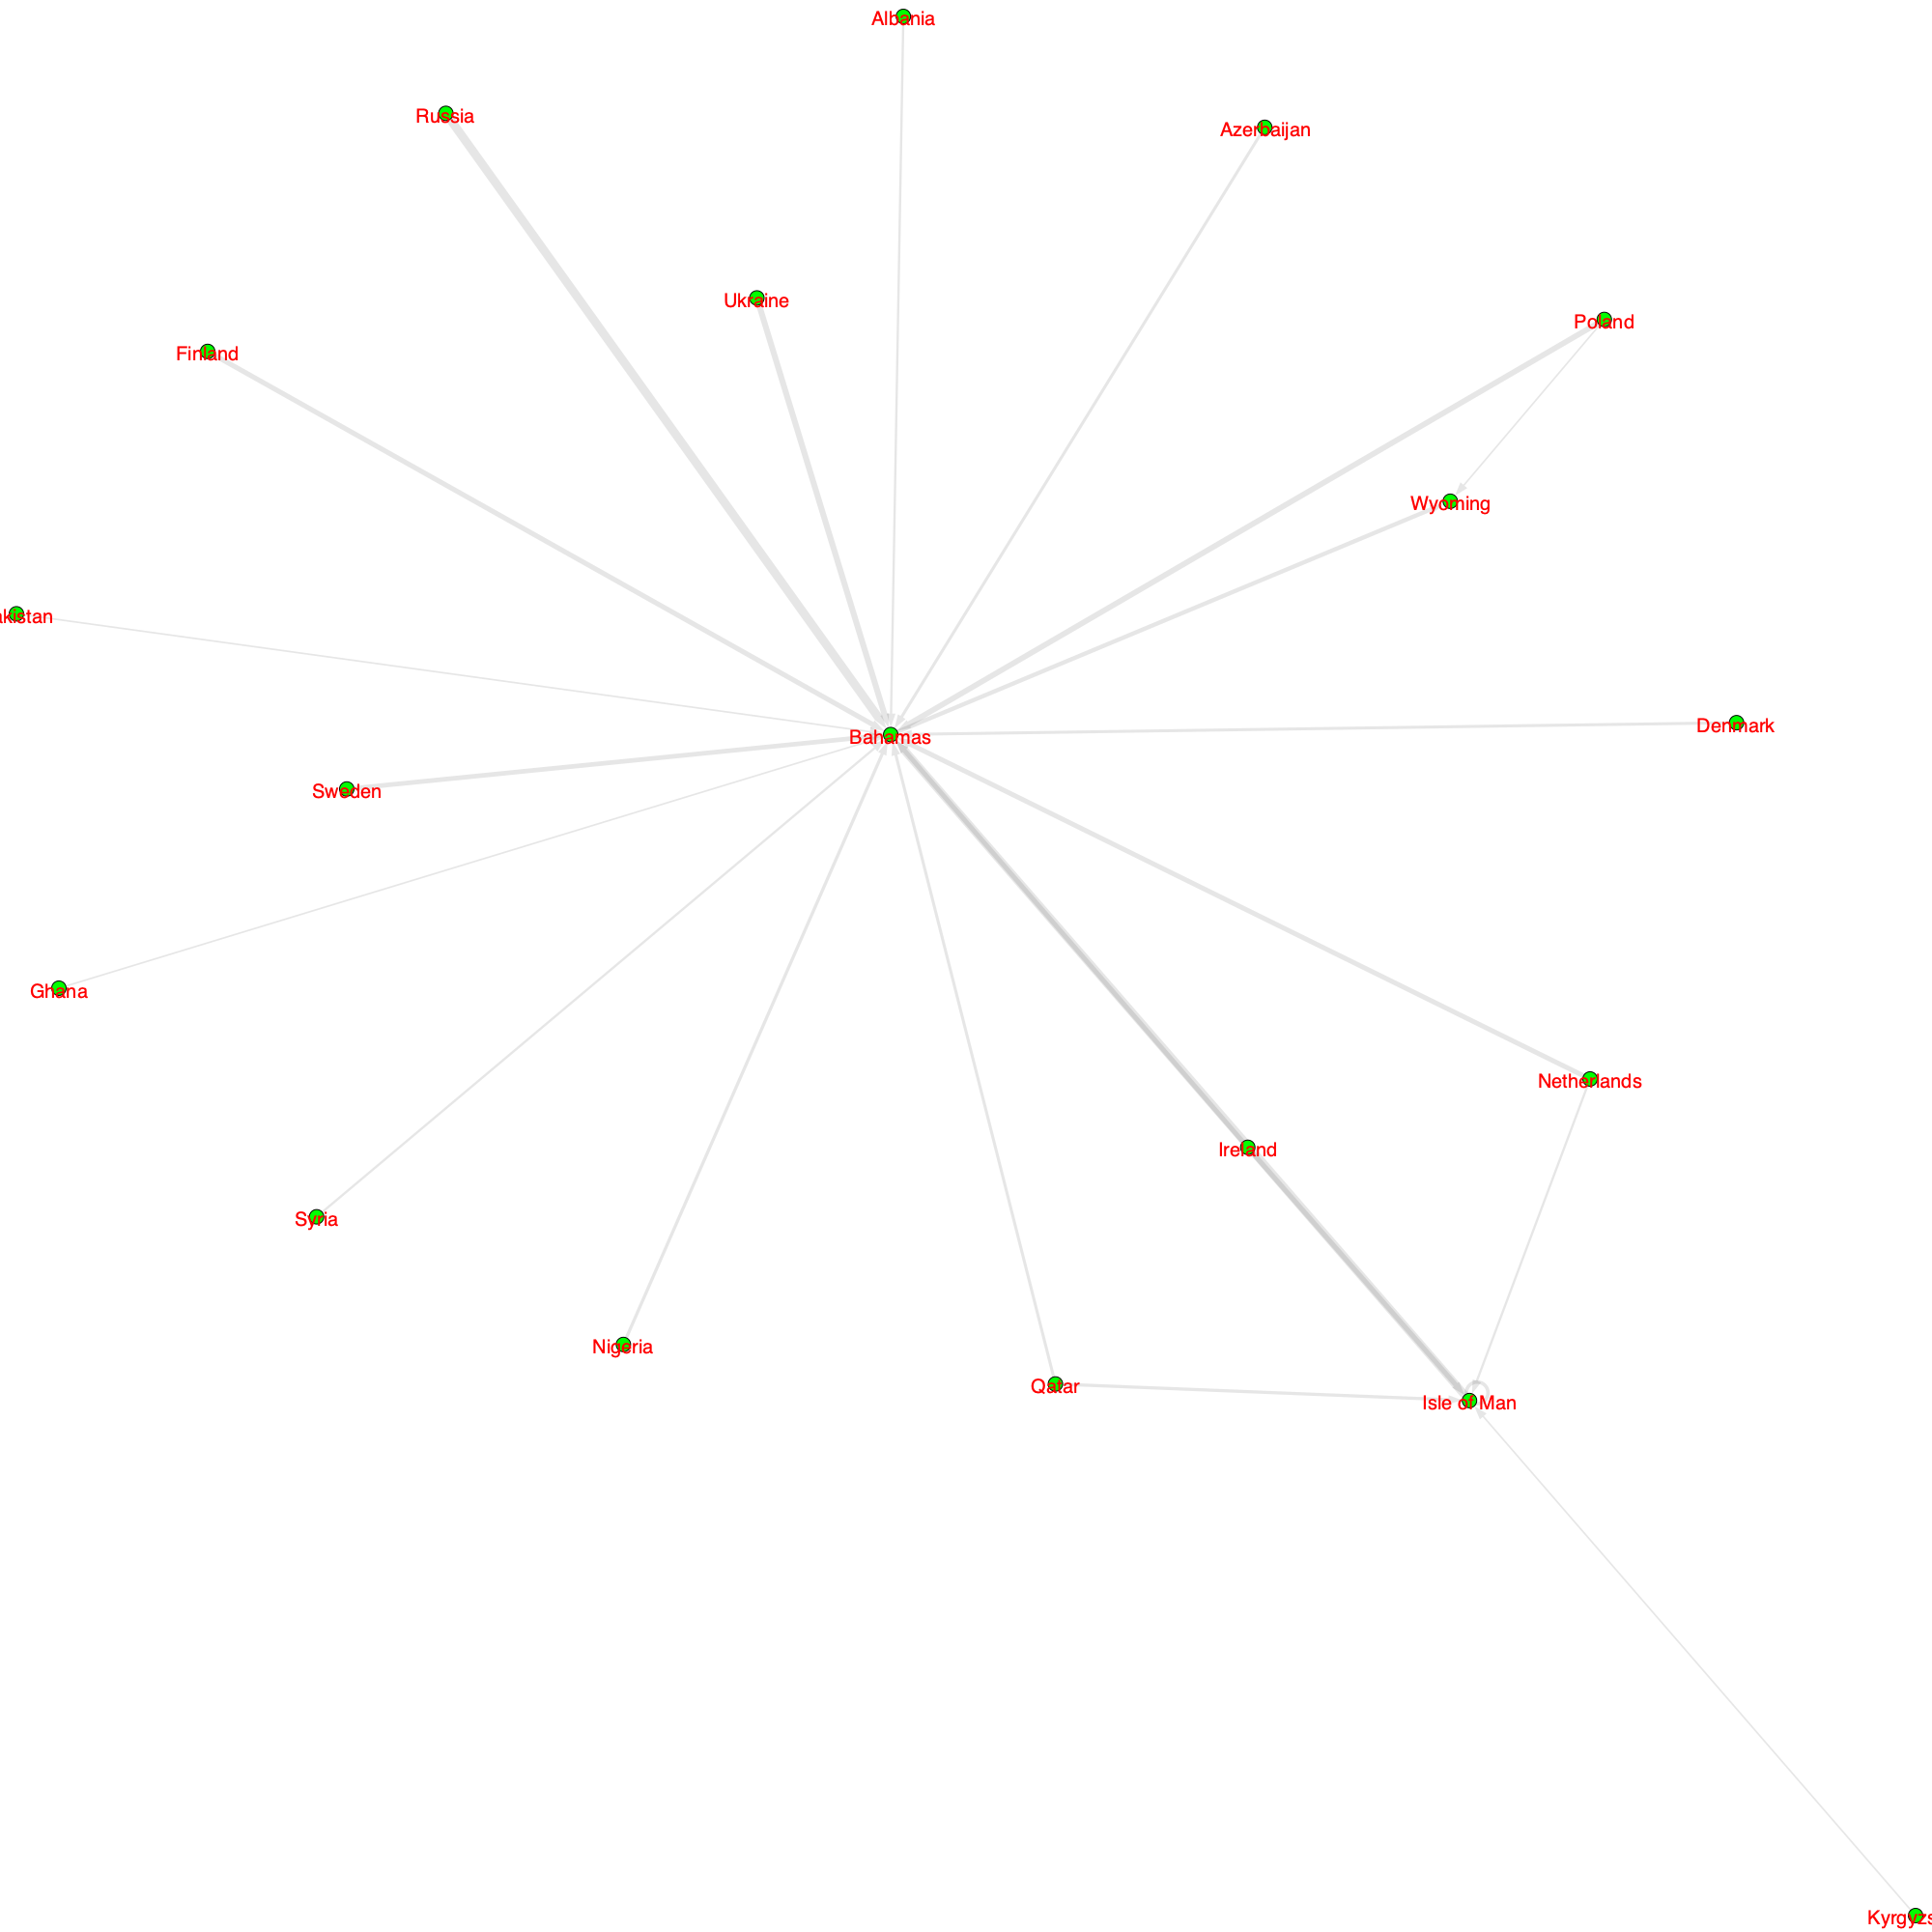 Albania
Russia
Azerbaijan
Ukraine
Poland
Finland
Wyoming
akistan
Denmark
Bahamas
Sweden
Ghana
Netherlands
Ireland
Syria
Nigeria
Qatar
Isle of Man
Kyrgyzs